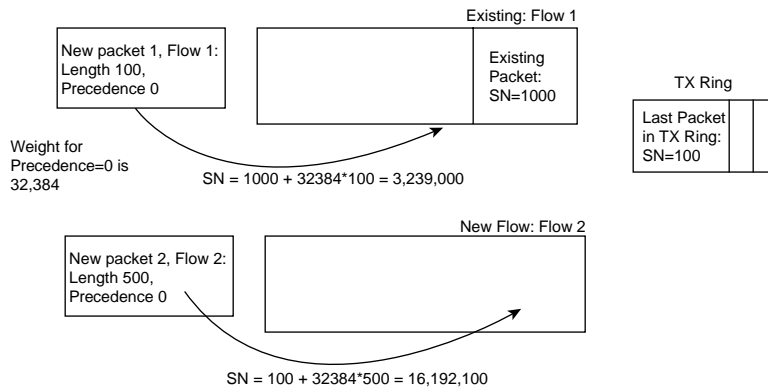 Existing: Flow 1
New packet 1, Flow 1:
Length 100,
Precedence 0
Existing
Packet:
SN=1000
TX Ring
Last Packet
in TX Ring:
SN=100
Weight for
Precedence=0 is
32,384
SN = 1000 + 32384*100 = 3,239,000
New Flow: Flow 2
New packet 2, Flow 2:
Length 500,
Precedence 0
SN = 100 + 32384*500 = 16,192,100